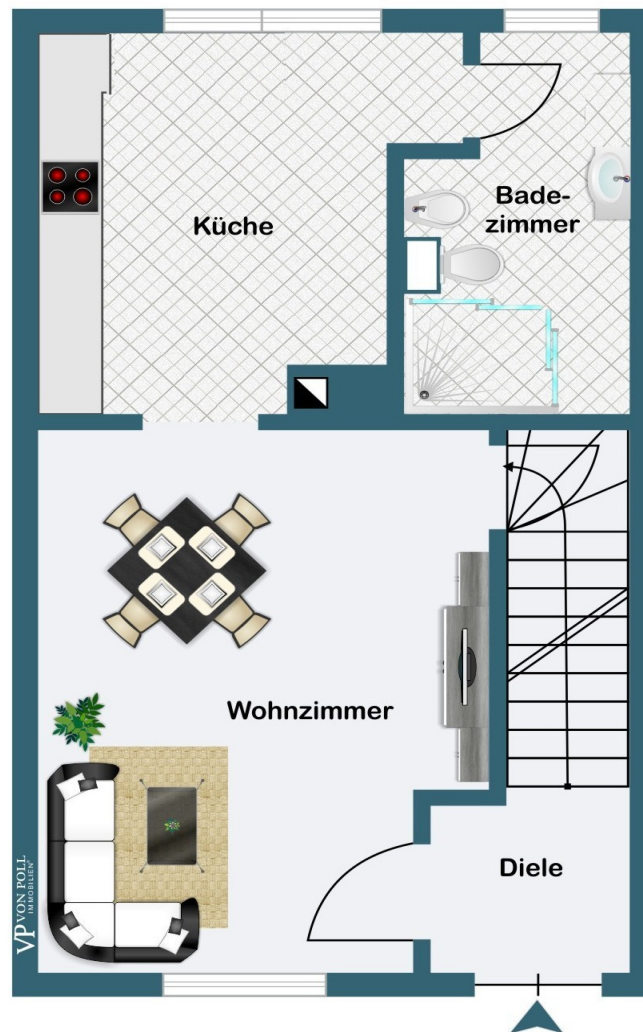 Küche
Bade-
zimmer
Wohnzimmer
Diele
VP VON POLL
IMMOBILIEN